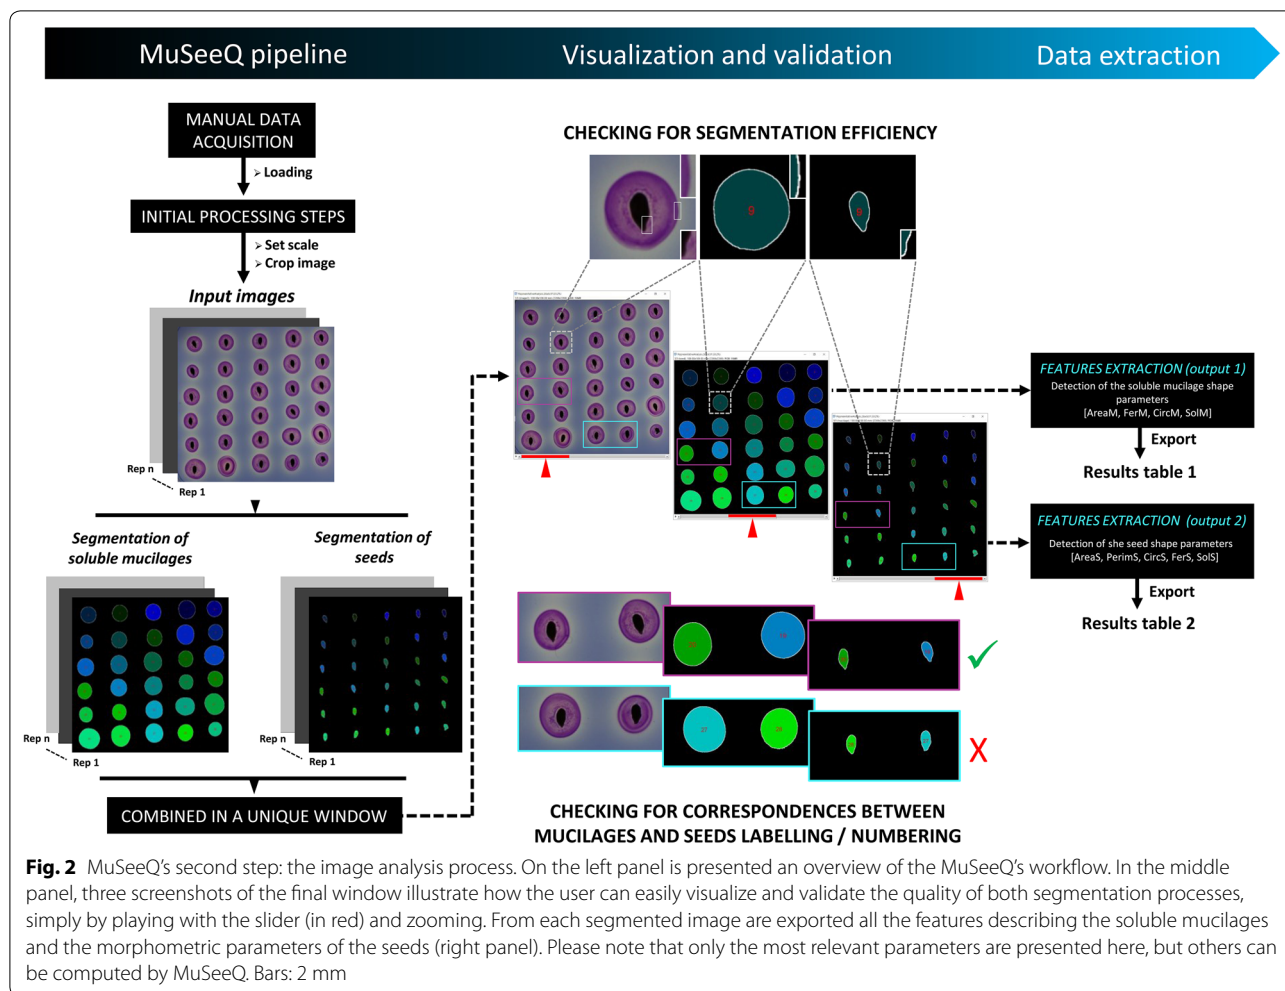 MuSeeQ pipeline
Visualization and validation
Data extraction
MANUAL DATA
ACQUISITION
➢ Loading
INITIAL PROCESSING STEPS
➢ Set scale
➢ Crop image
Input images
Rep n
Rep 1
Segmentation of
soluble mucilages
Segmentation of
seeds
Rep n
Rep 1
Rep n
Rep 1
COMBINED IN A UNIQUE WINDOW
CHECKING FOR SEGMENTATION EFFICIENCY
9
9
27
CHECKING FOR CORRESPONDENCES BETWEEN
MUCILAGES AND SEEDS LABELLING / NUMBERING
X
FEATURES EXTRACTION (output 1)
Detection of the soluble mucilage shape
parameters
[AreaM, FerM, CircM, SolM]
Export
Results table 1
FEATURES EXTRACTION (output 2)
Detection of she seed shape parameters
[AreaS, PerimS, CircS, FerS, SolS]
Export
Results table 2
Fig. 2 MuSeeQ's second step: the image analysis process. On the left panel is presented an overview of the MuSeeQ's workflow. In the middle
panel, three screenshots of the final window illustrate how the user can easily visualize and validate the quality of both segmentation processes,
simply by playing with the slider (in red) and zooming. From each segmented image are exported all the features describing the soluble mucilages
and the morphometric parameters of the seeds (right panel). Please note that only the most relevant parameters are presented here, but others can
be computed by MuSeeQ. Bars: 2 mm